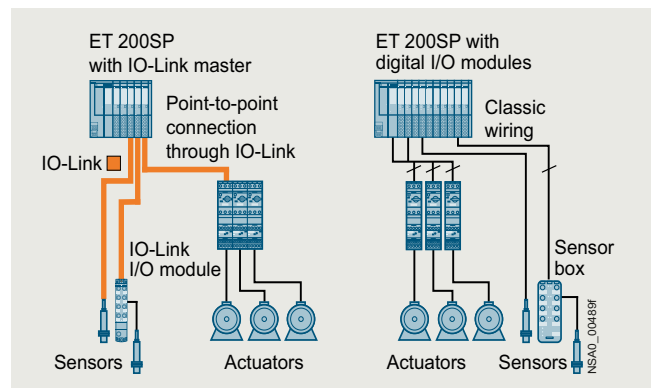 ET 200SP
with IO-Link master
Point-to-point
connection
through IO-Link
IO-Link
IO-Link
I/O module
Sensors
Actuators
ET 200SP with
digital I/O modules
Classic
wiring
Sensor
box
Actuators
Sensors
NSA0_00489f